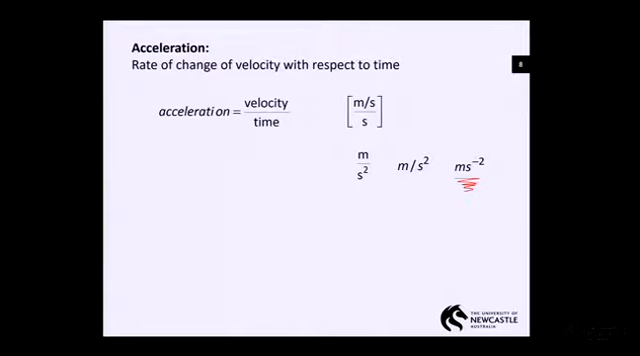 Acceleration:
Rate of change of velocity with respect to time
8
acceleration = velocity/time [m/s / s]
m/s² m/s² ms⁻²
THE UNIVERSITY OF
NEWCASTLE
AUSTRALIA